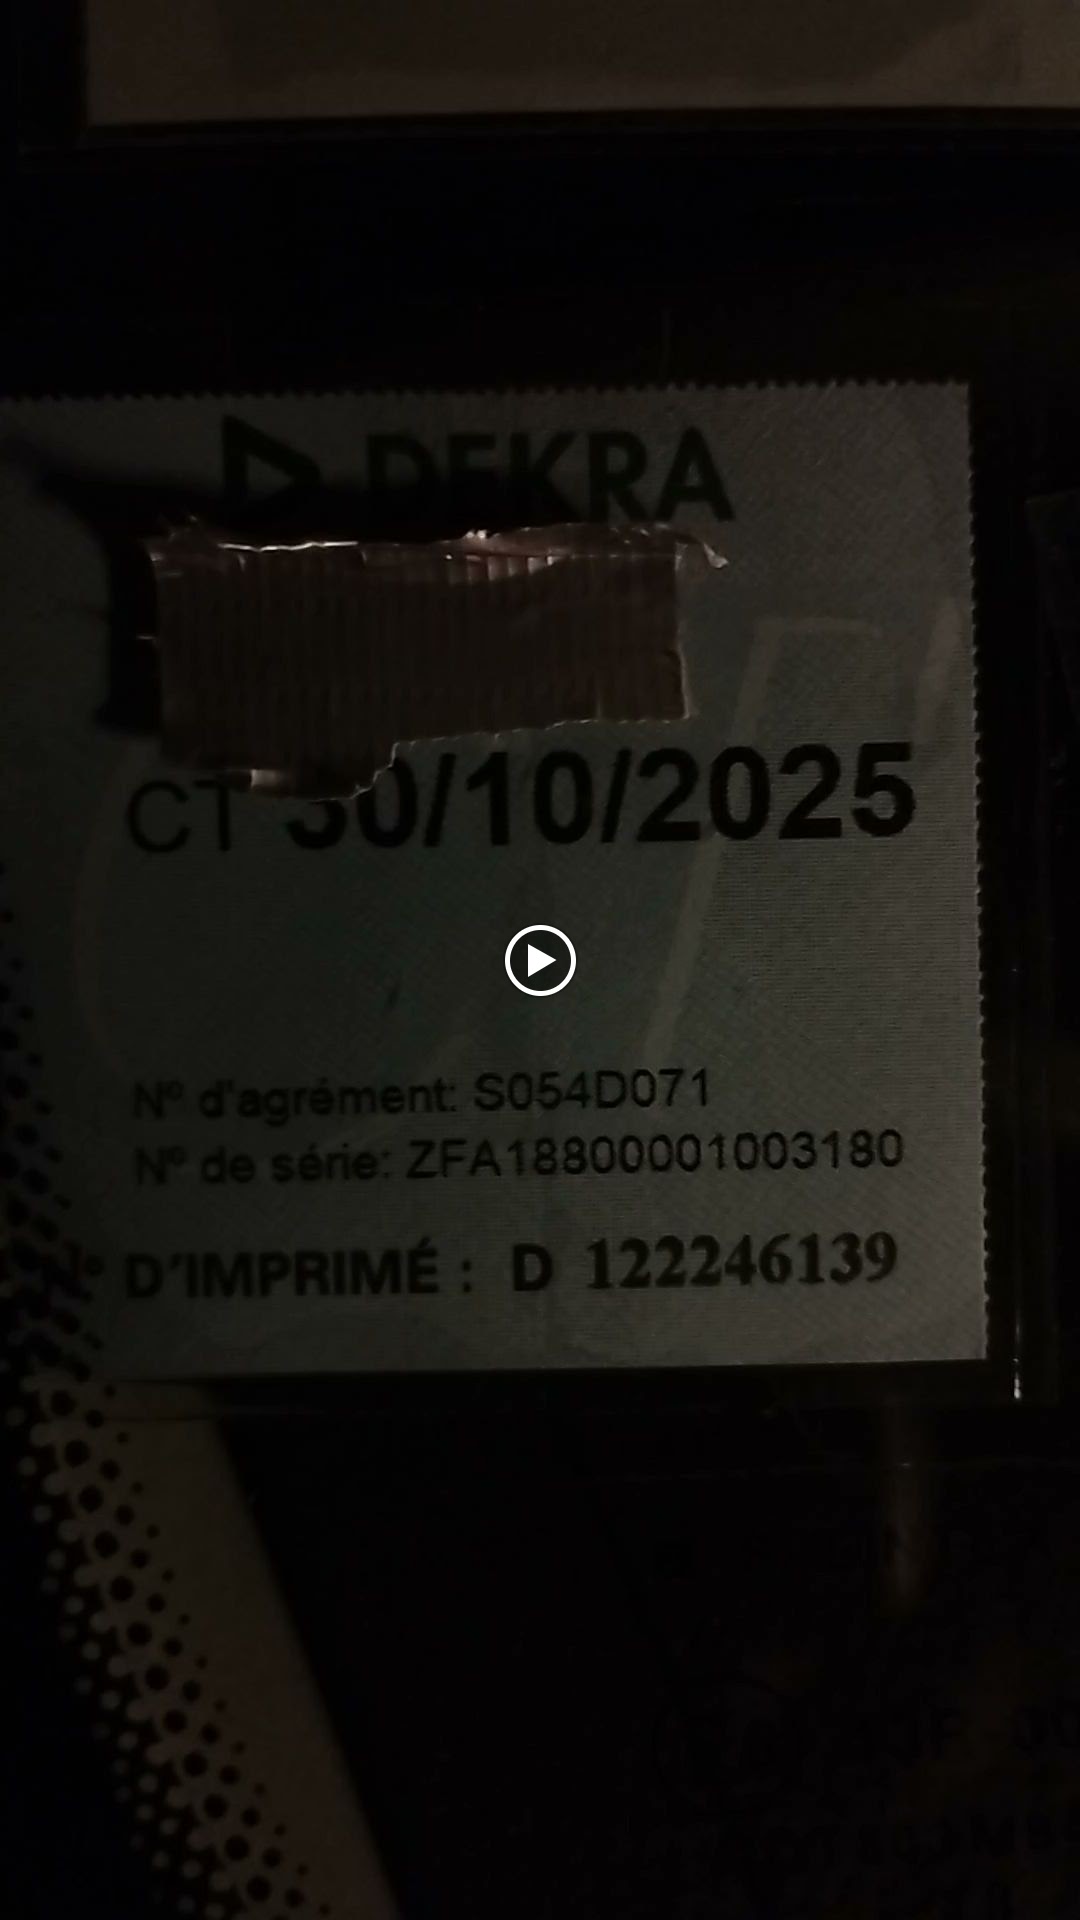 DEKRA
CT 30/10/2025
N° d'agrément: S054D071
N° de série: ZFA18800001003180
N° D'IMPRIMÉ : D 122246139